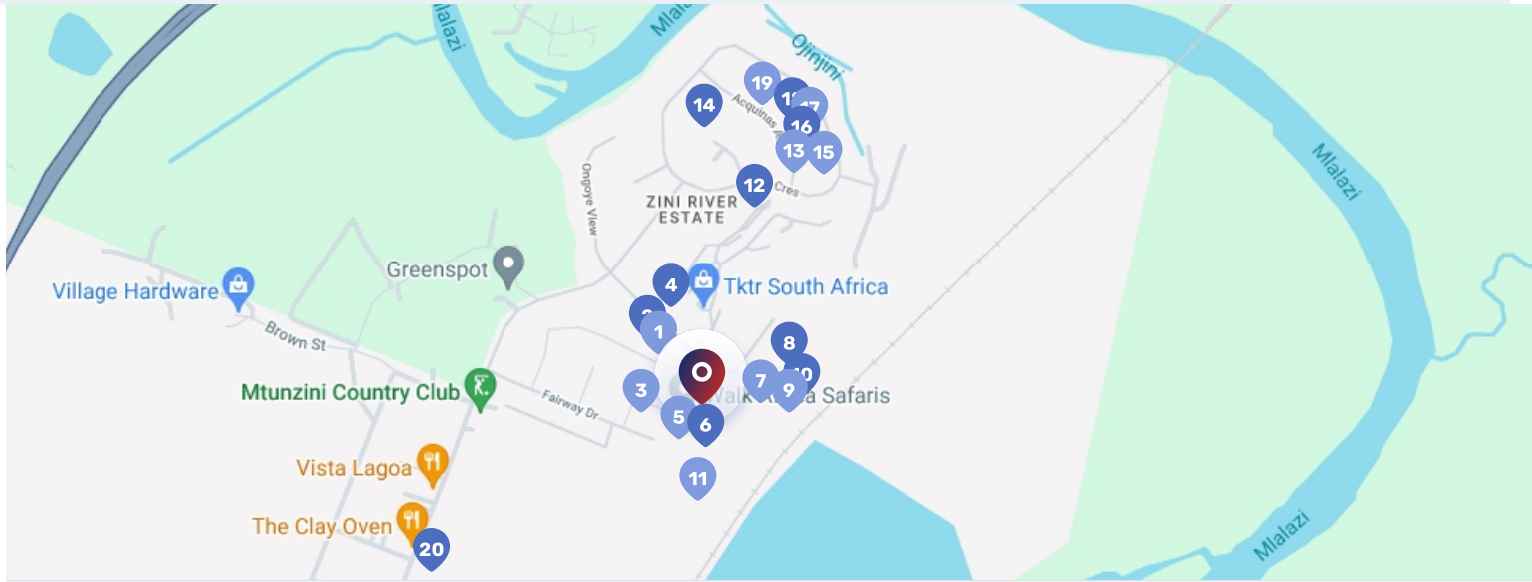 Mlalazi
Ojinjini
19
17
14
Acquinas
16
13
15
12
Cres
Ongoye View
ZINI RIVER
ESTATE
Mlalazi
Greenspot
4
Tktr South Africa
Village Hardware
1
Brown St
8
3
7
9
Safaris
Mtunzini Country Club
Fairway Dr
5
6
Vista Lagoa
11
The Clay Oven
20
Mlalazi